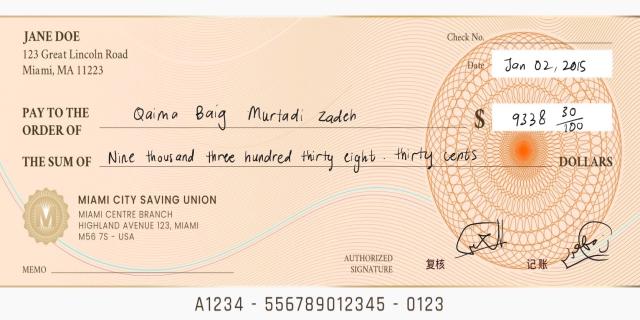 JANE DOE
123 Great Lincoln Road
Miami, MA 11223
Check No.
Date Jan 02, 2015
PAY TO THE ORDER OF Qaima Baig Murtadi Zadeh $ 9338 30/100
THE SUM OF Nine thousand three hundred thirty eight . thirty cents DOLLARS
MIAMI CITY SAVING UNION
MIAMI CENTRE BRANCH
HIGHLAND AVENUE 123, MIAMI
M56 7S - USA
MEMO
AUTHORIZED SIGNATURE
复核
记账
A1234 - 556789012345 - 0123